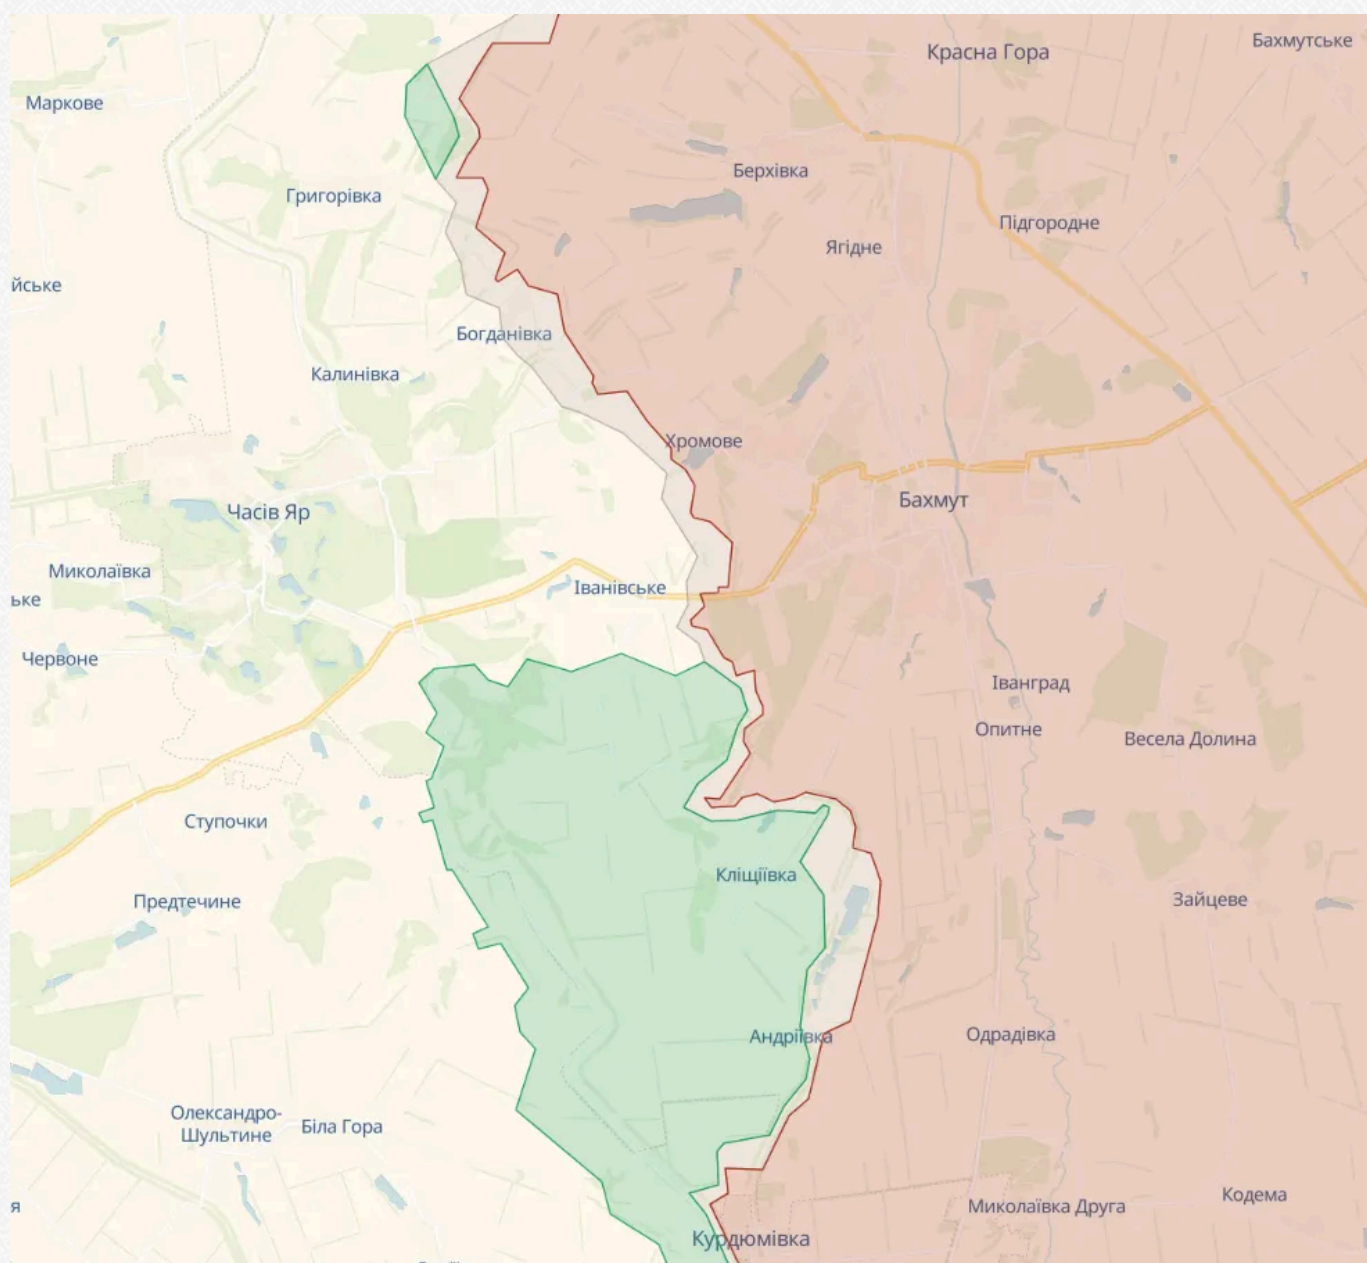 Красна Гора
Бахмутське
Маркове
Берхівка
Григорівка
Підгородне
Ягідне
йське
Богданівка
Калинівка
Хромове
Бахмут
Часів Яр
Миколаївка
Іванівське
ьке
Червоне
Іванград
Опитне
Весела Долина
Ступочки
Кліщіївка
Предтечине
Зайцеве
Андріївка
Одрадівка
Олександро-
Шультине
Біла Гора
Кодема
я
Миколаївка Друга
Курдюмівка